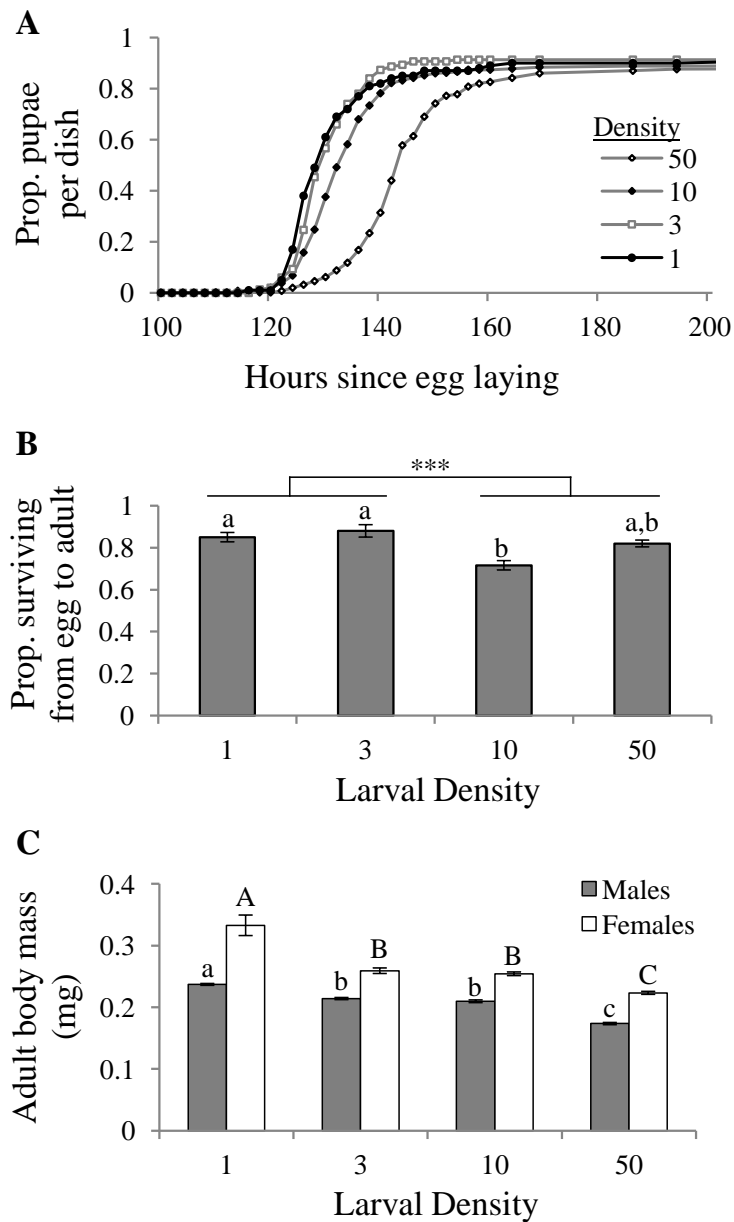 A
Prop. pupae
per dish
1
0.8
0.6
0.4
0.2
0
Density
50
10
3
1
100
120
140
160
180
200
Hours since egg laying
B
***
Prop. surviving
from egg to adult
1
0.8
0.6
0.4
0.2
0
a
a
b
a,b
1
3
10
50
Larval Density
C
Adult body mass
(mg)
0.4
0.3
0.2
0.1
0
Males
Females
a
A
b
B
b
B
c
C
1
3
10
50
Larval Density